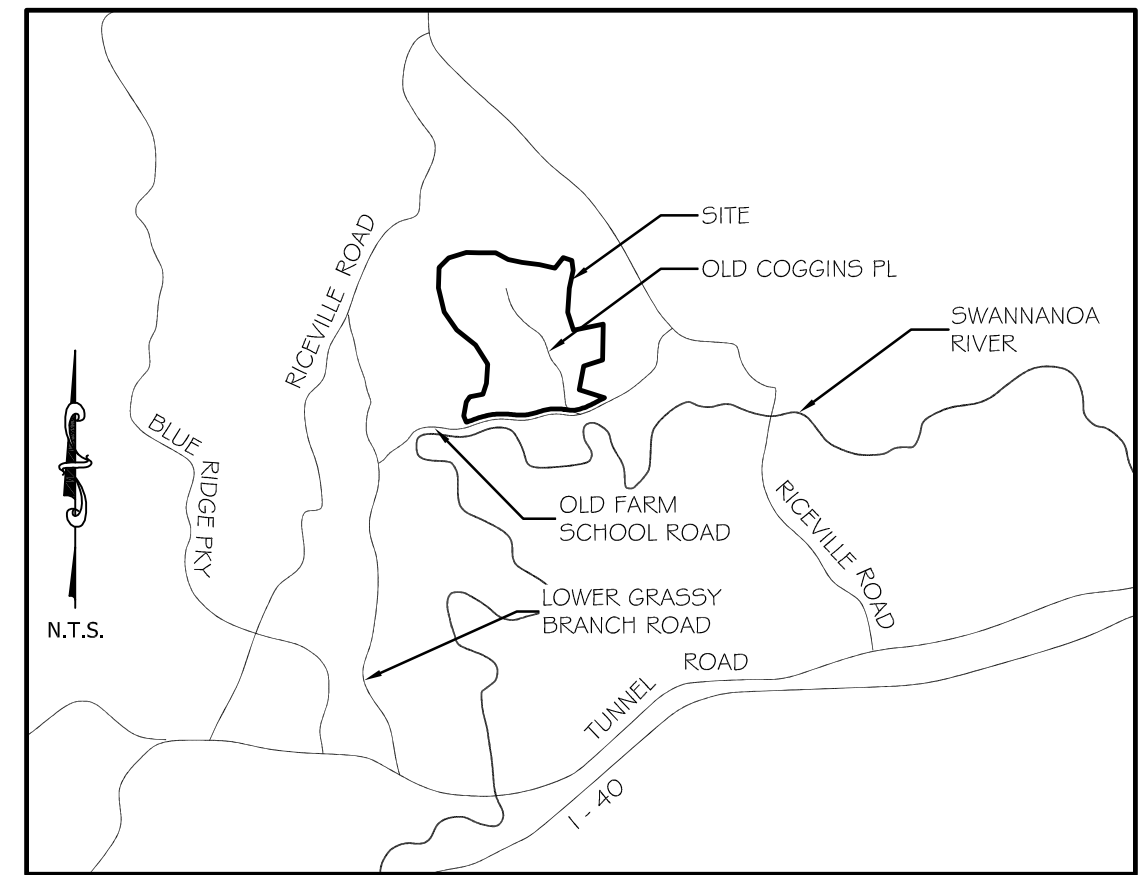 SITE
OLD COGGINS PL
RICEVILLE ROAD
SWANNANOA
RIVER
BLUE RIDGE PKY
OLD FARM
SCHOOL ROAD
RICEVILLE ROAD
N.T.S.
LOWER GRASSY
BRANCH ROAD
TUNNEL ROAD
I - 40